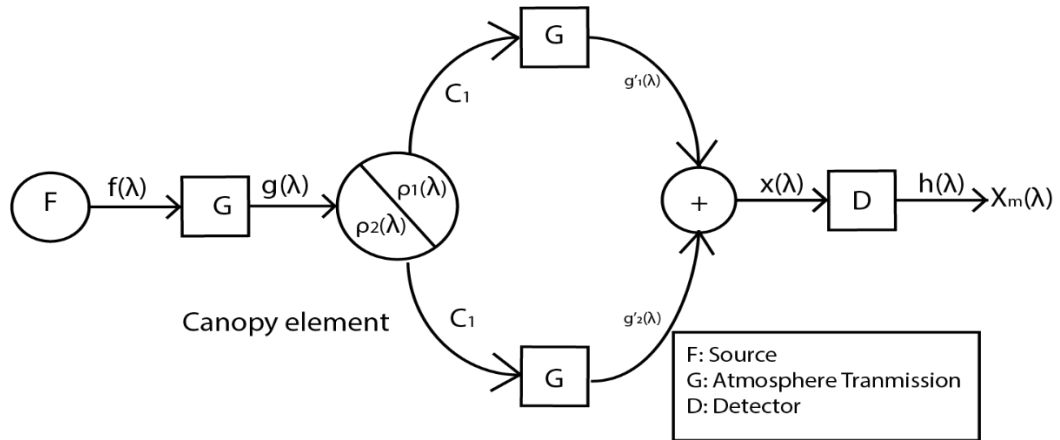 G
C₁
g'₁(λ)
F
f(λ)
G
g(λ)
ρ₁(λ)
ρ₂(λ)
+
x(λ)
D
h(λ)
Xₘ(λ)
Canopy element
C₁
g'₂(λ)
G
F: Source
G: Atmosphere Tranmission
D: Detector